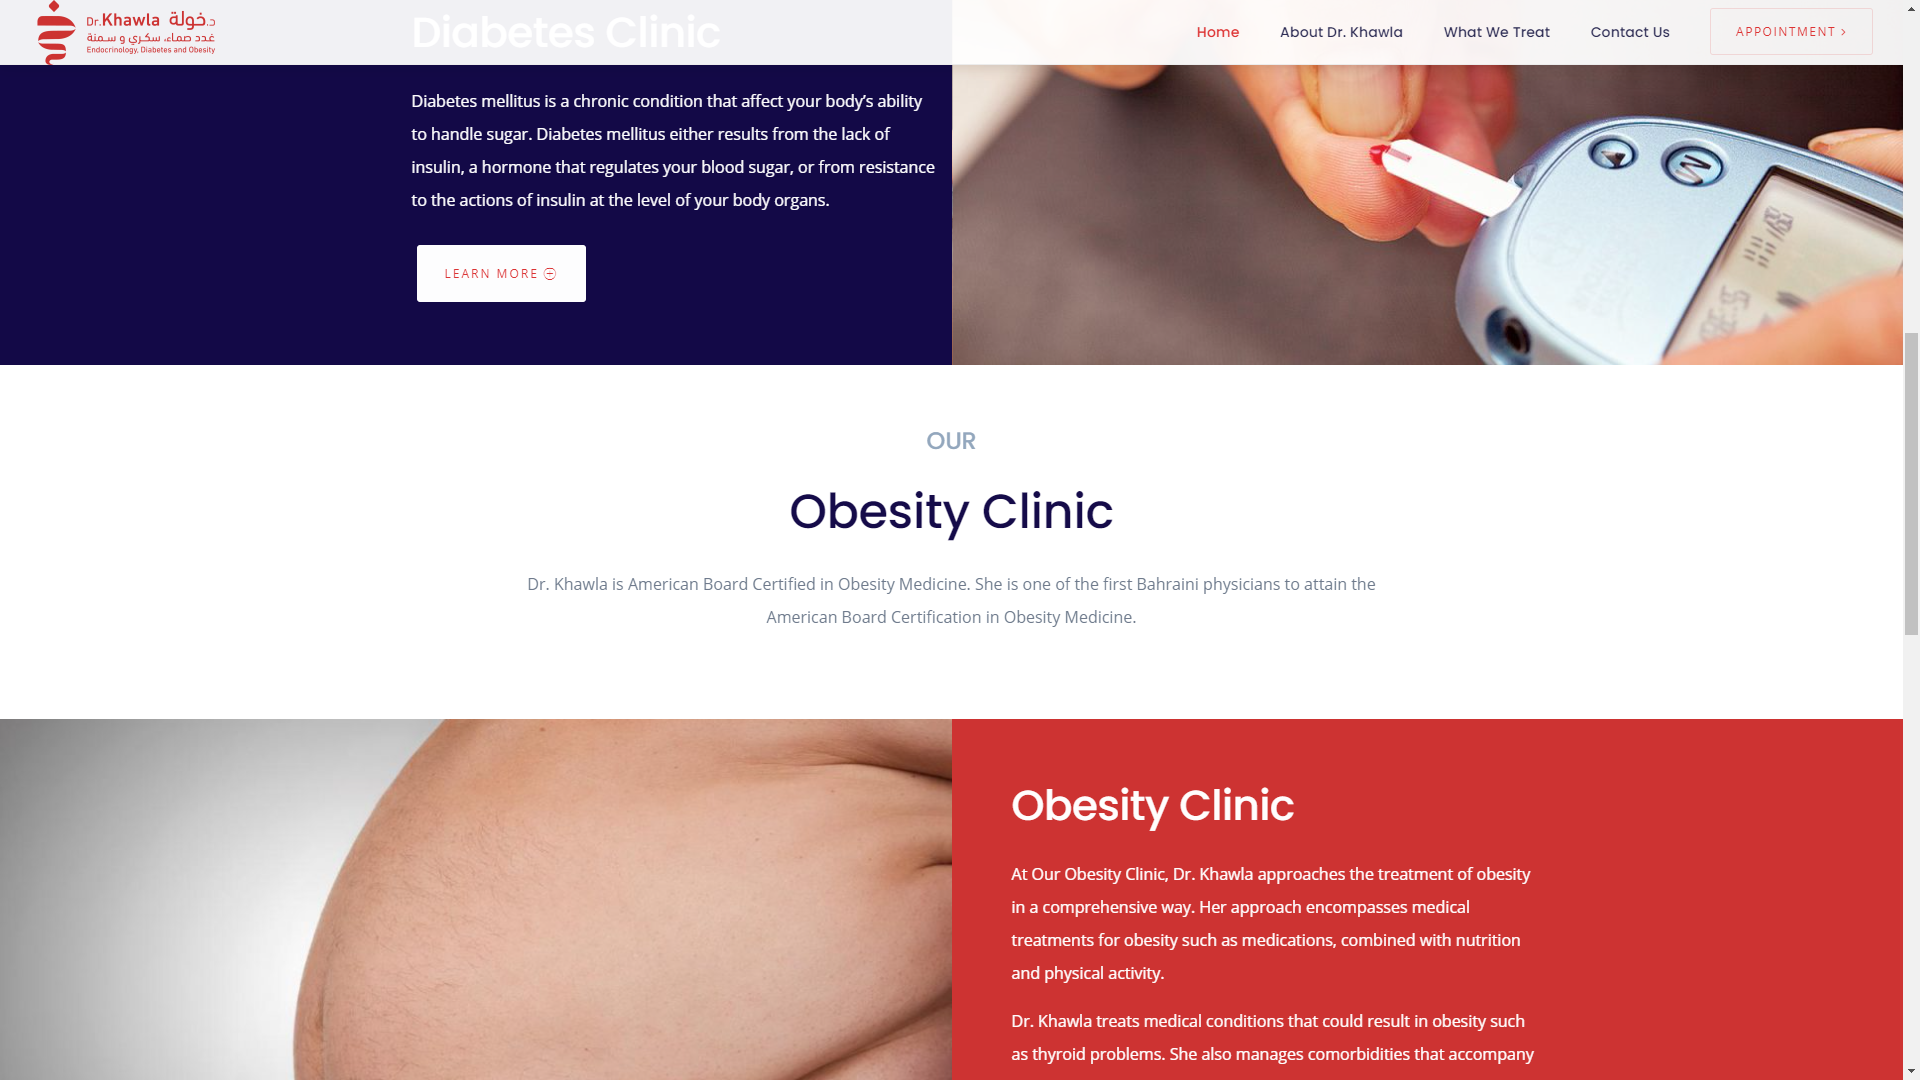 Dr.Khawla د.خولة
غدد صماء، سكري و سمنة
Endocrinology, Diabetes and Obesity
Home
About Dr. Khawla
What We Treat
Contact Us
APPOINTMENT >
Diabetes Clinic
Diabetes mellitus is a chronic condition that affect your body’s ability
to handle sugar. Diabetes mellitus either results from the lack of
insulin, a hormone that regulates your blood sugar, or from resistance
to the actions of insulin at the level of your body organs.
LEARN MORE
M
OUR
Obesity Clinic
Dr. Khawla is American Board Certified in Obesity Medicine. She is one of the first Bahraini physicians to attain the
American Board Certification in Obesity Medicine.
Obesity Clinic
At Our Obesity Clinic, Dr. Khawla approaches the treatment of obesity
in a comprehensive way. Her approach encompasses medical
treatments for obesity such as medications, combined with nutrition
and physical activity.
Dr. Khawla treats medical conditions that could result in obesity such
as thyroid problems. She also manages comorbidities that accompany